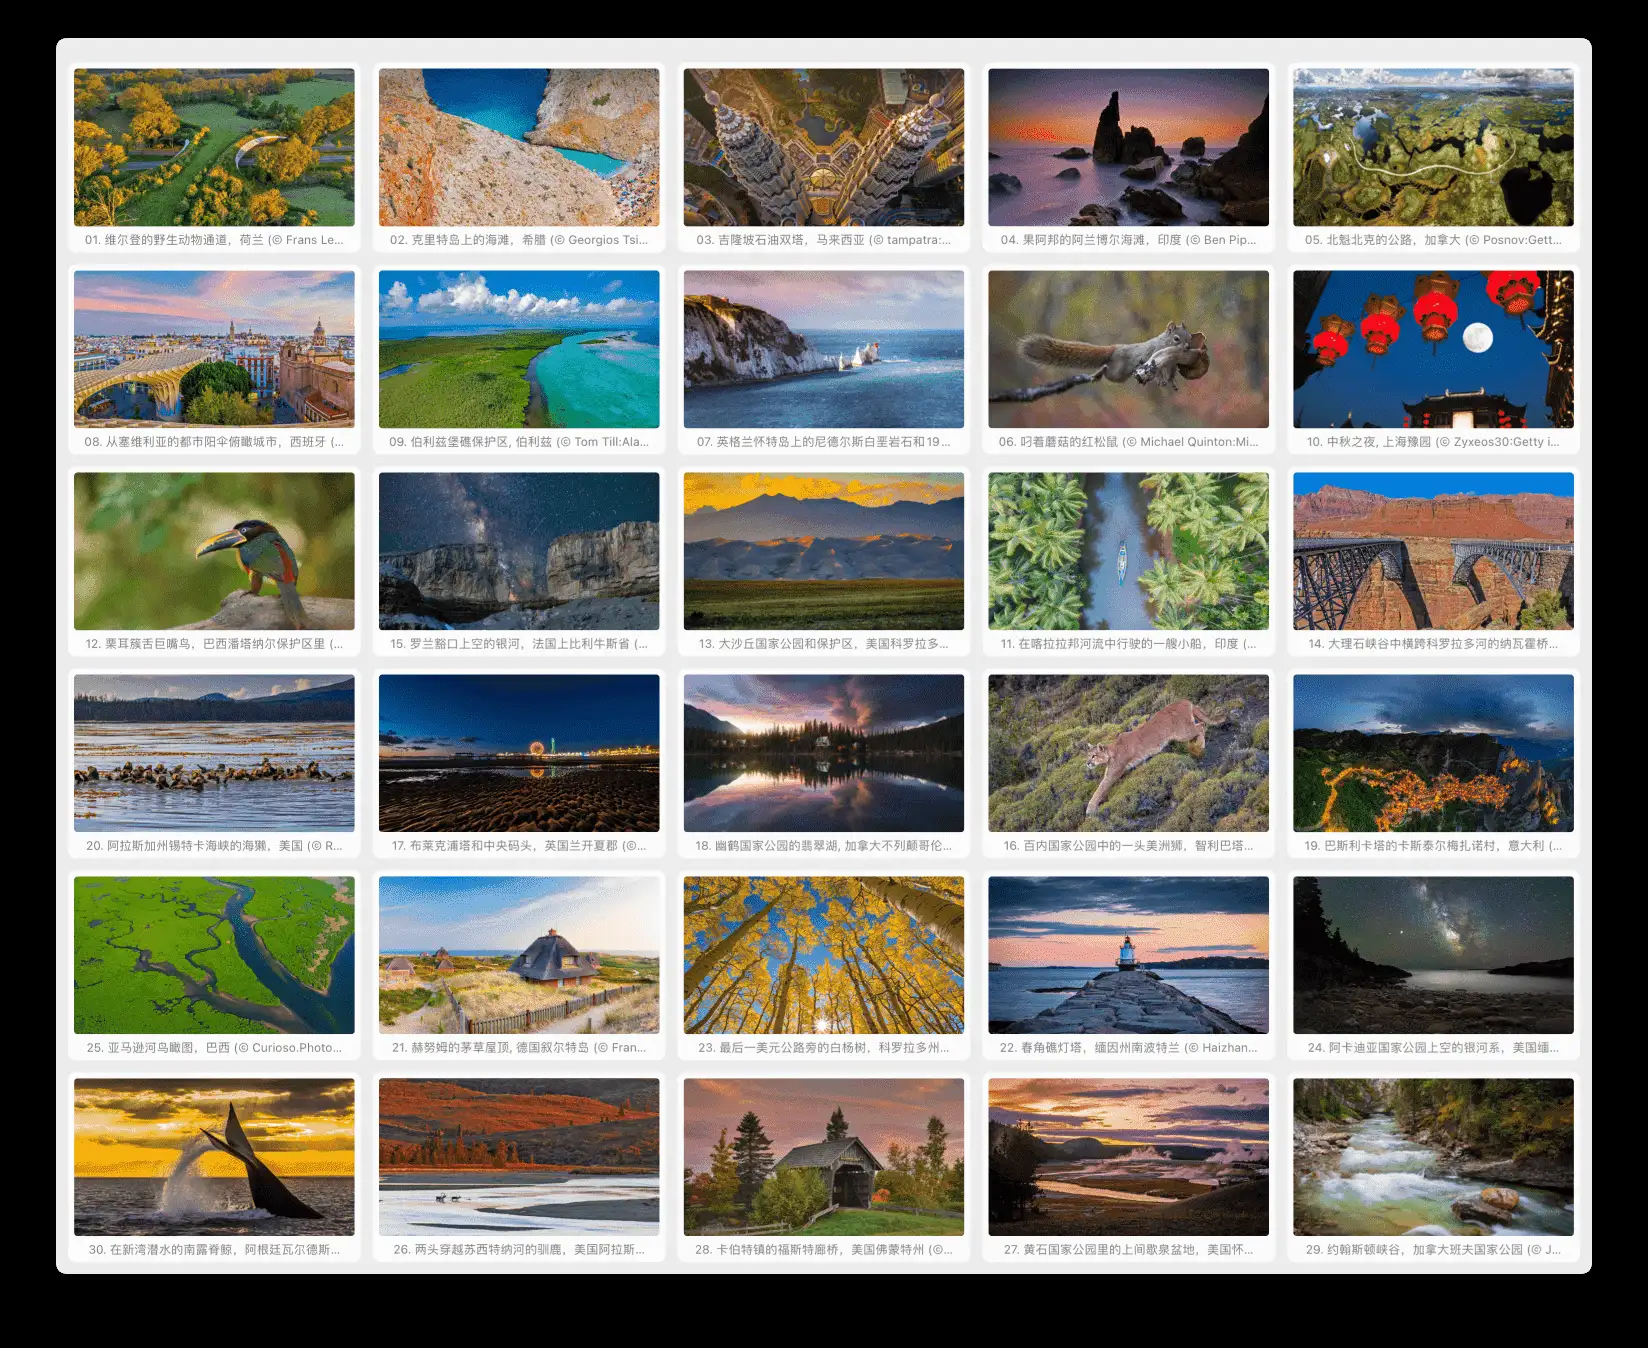 01. 维尔登的野生动物通道，荷兰 (© Frans Le...
02. 克里特岛上的海滩，希腊 (© Georgios Tsi...
03. 吉隆坡石油双塔，马来西亚 (© tampatra:...
04. 果阿邦的阿兰博尔海滩，印度 (© Ben Pip...
05. 北魁北克的公路，加拿大 (© Posnov:Gett...
08. 从塞维利亚的都市阳伞俯瞰城市，西班牙 (...
09. 伯利兹堡礁保护区, 伯利兹 (© Tom Till:Ala...
07. 英格兰怀特岛上的尼德尔斯白垩岩石和19...
06. 叼着蘑菇的红松鼠 (© Michael Quinton:Mi...
10. 中秋之夜, 上海豫园 (© Zyxeos30:Getty i...
12. 栗耳簇舌巨嘴鸟，巴西潘塔纳尔保护区里 (...
15. 罗兰豁口上空的银河，法国上比利牛斯省 (...
13. 大沙丘国家公园和保护区，美国科罗拉多...
11. 在喀拉拉邦河流中行驶的一艘小船，印度 (...
14. 大理石峡谷中横跨科罗拉多河的纳瓦霍桥...
20. 阿拉斯加州锡特卡海峡的海獭，美国 (© R...
17. 布莱克浦塔和中央码头，英国兰开夏郡 (©...
18. 幽鹤国家公园的翡翠湖, 加拿大不列颠哥伦...
16. 百内国家公园中的一头美洲狮，智利巴塔...
19. 巴斯利卡塔的卡斯泰尔梅扎诺村，意大利 (...
25. 亚马逊河鸟瞰图，巴西 (© Curioso.Photo...
21. 赫努姆的茅草屋顶, 德国叙尔特岛 (© Fran...
23. 最后一美元公路旁的白杨树，科罗拉多州...
22. 春角礁灯塔，缅因州南波特兰 (© Haizhan...
24. 阿卡迪亚国家公园上空的银河系，美国缅...
30. 在新湾潜水的南露脊鲸，阿根廷瓦尔德斯...
26. 两头穿越苏西特纳河的驯鹿，美国阿拉斯...
28. 卡伯特镇的福斯特廊桥，美国佛蒙特州 (©...
27. 黄石国家公园里的上间歇泉盆地，美国怀...
29. 约翰斯顿峡谷，加拿大班夫国家公园 (© J...